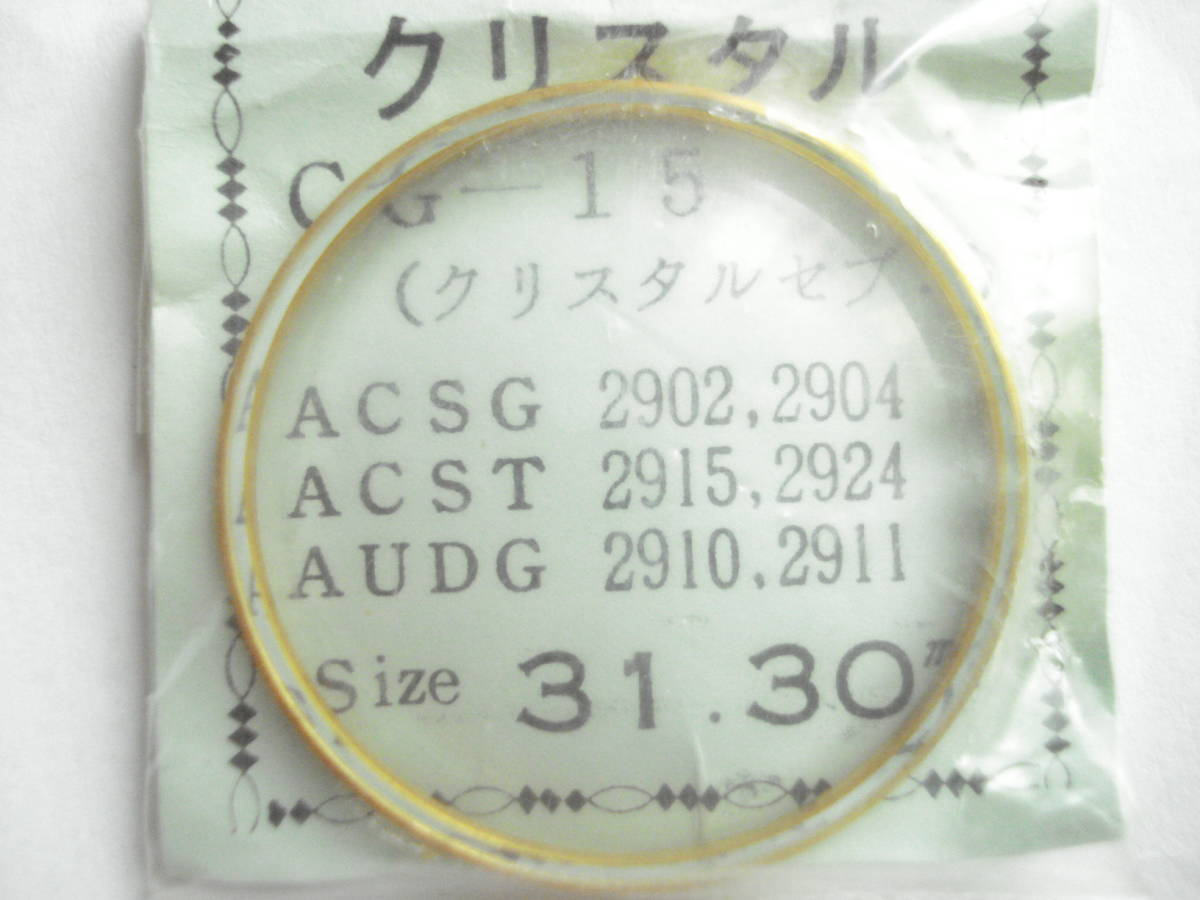 クリスタル
CG-15
(クリスタルセブン)
ACSG 2902,2904
ACST 2915,2924
AUDG 2910,2911
Size 31.30